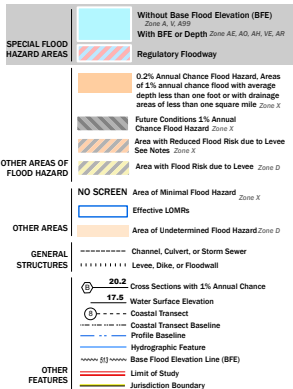 SPECIAL FLOOD
HAZARD AREAS
Without Base Flood Elevation (BFE)
Zone A, V, A99
With BFE or Depth Zone AE, AO, AH, VE, AR
Regulatory Floodway
OTHER AREAS OF
FLOOD HAZARD
0.2% Annual Chance Flood Hazard, Areas
of 1% annual chance flood with average
depth less than one foot or with drainage
areas of less than one square mile Zone X
Future Conditions 1% Annual
Chance Flood Hazard Zone X
Area with Reduced Flood Risk due to Levee
See Notes Zone X
Area with Flood Risk due to Levee Zone D
OTHER AREAS
NO SCREEN Area of Minimal Flood Hazard Zone X
Effective LOMRs
Area of Undetermined Flood Hazard Zone D
GENERAL
STRUCTURES
Channel, Culvert, or Storm Sewer
Levee, Dike, or Floodwall
OTHER
FEATURES
B 20.2 Cross Sections with 1% Annual Chance
17.5 Water Surface Elevation
8 Coastal Transect
Coastal Transect Baseline
Profile Baseline
Hydrographic Feature
513 Base Flood Elevation Line (BFE)
Limit of Study
Jurisdiction Boundary